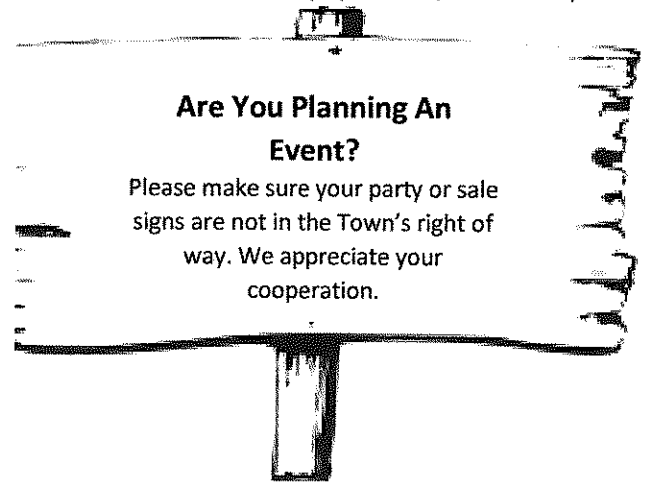 Are You Planning An
Event?
Please make sure your party or sale
signs are not in the Town's right of
way. We appreciate your
cooperation.